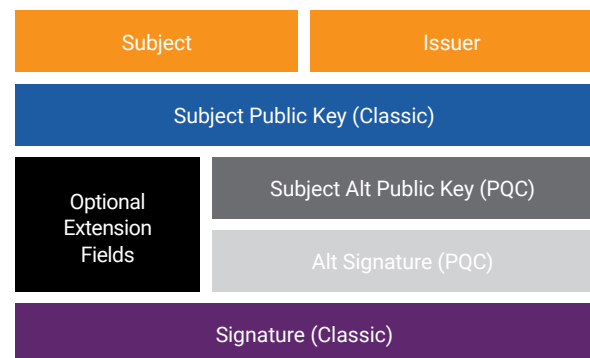 Subject
Issuer
Subject Public Key (Classic)
Optional
Extension
Fields
Subject Alt Public Key (PQC)
Alt Signature (PQC)
Signature (Classic)